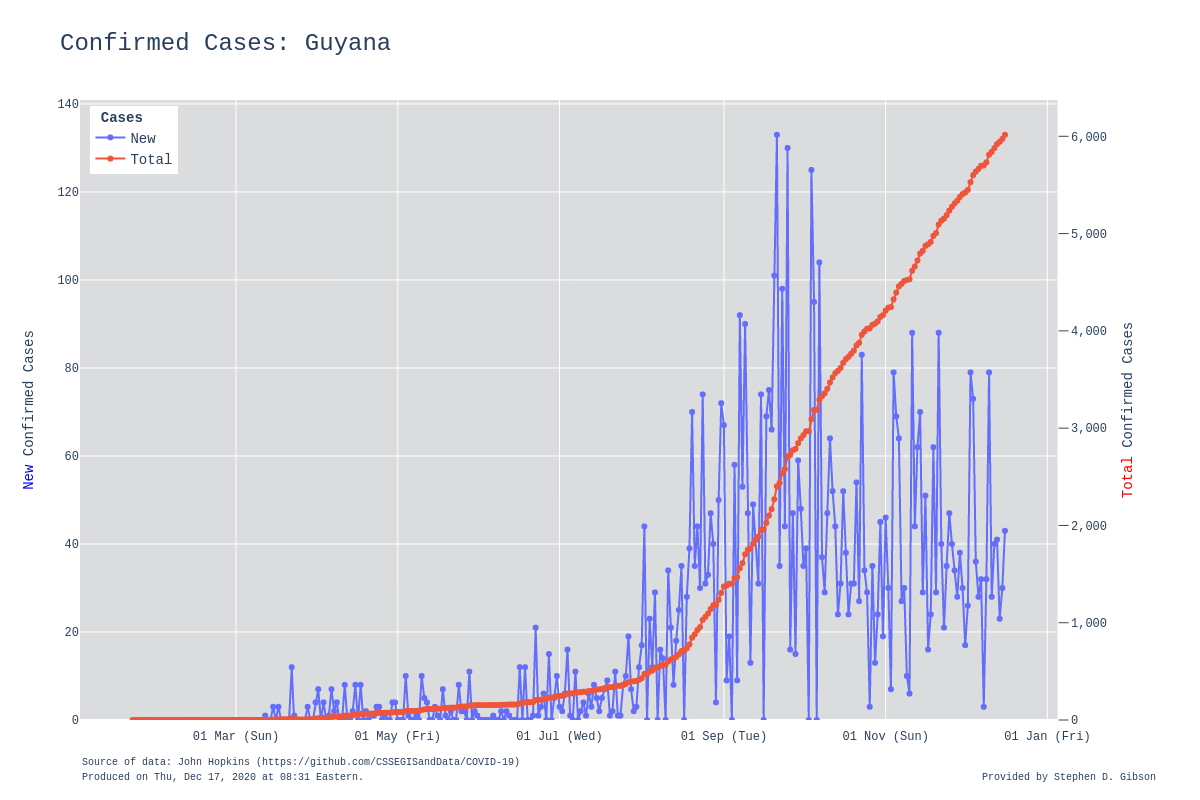 Confirmed Cases: Guyana
Cases
New
Total
140
120
100
80
60
40
20
0
6,000
5,000
4,000
3,000
2,000
1,000
0
New Confirmed Cases
Total Confirmed Cases
01 Mar (Sun) 01 May (Fri) 01 Jul (Wed) 01 Sep (Tue) 01 Nov (Sun) 01 Jan (Fri)
Source of data: John Hopkins (https://github.com/CSSEGISandData/COVID-19)
Produced on Thu, Dec 17, 2020 at 08:31 Eastern.
Provided by Stephen D. Gibson